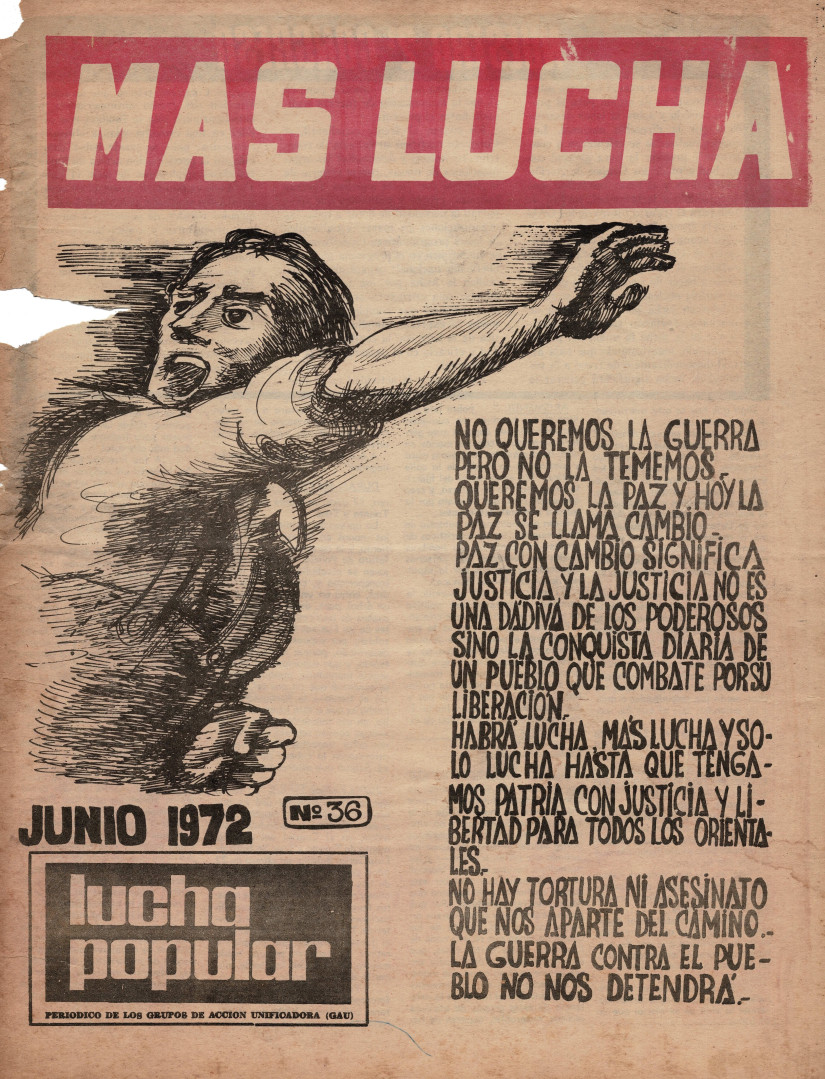 MAS LUCHA
NO QUEREMOS LA GUERRA
PERO NO LA TEMEMOS.-
QUEREMOS LA PAZ Y HOY LA
PAZ SE LLAMA CAMBIO.-
PAZ CON CAMBIO SIGNIFICA
JUSTICIA Y LA JUSTICIA NO ES
UNA DÁDIVA DE LOS PODEROSOS
SINO LA CONQUISTA DIARIA DE
UN PUEBLO QUE COMBATE POR SU
LIBERACIÓN.-
HABRÁ LUCHA, MÁS LUCHA Y SO-
LO LUCHA HASTA QUE TENGA-
MOS PATRIA CON JUSTICIA Y LI-
BERTAD PARA TODOS LOS ORIENTA-
LES.-
NO HAY TORTURA NI ASESINATO
QUE NOS APARTE DEL CAMINO.-
LA GUERRA CONTRA EL PUE-
BLO NO NOS DETENDRÁ.-
JUNIO 1972
Nº 36
lucha
popular
PERIODICO DE LOS GRUPOS DE ACCION UNIFICADORA (GAU)